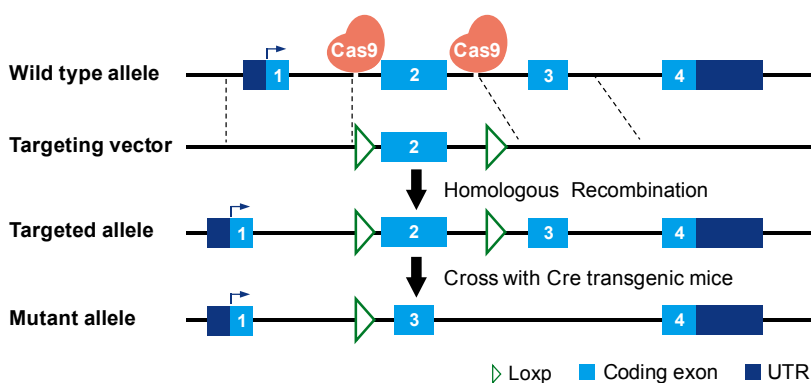 Cas9 Cas9
Wild type allele 1 2 3 4
Targeting vector 2
Homologous Recombination
Targeted allele 1 2 3 4
Cross with Cre transgenic mice
Mutant allele 1 3 4
Loxp Coding exon UTR